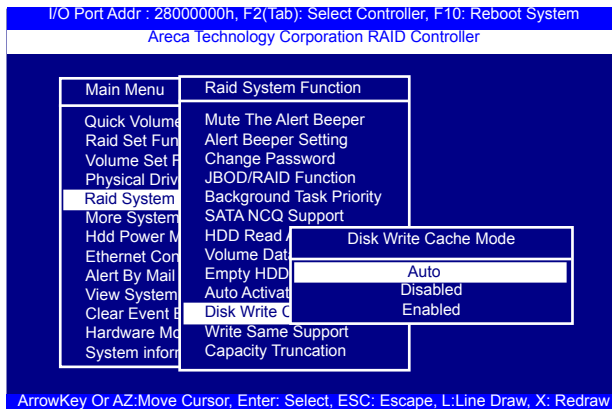 I/O Port Addr : 28000000h, F2(Tab): Select Controller, F10: Reboot System
Areca Technology Corporation RAID Controller
Main Menu
Quick Volume
Raid Set Fun
Volume Set F
Physical Driv
Raid System
More System
Hdd Power M
Ethernet Con
Alert By Mail
View System
Clear Event E
Hardware Mo
System inforr
Raid System Function
Mute The Alert Beeper
Alert Beeper Setting
Change Password
JBOD/RAID Function
Background Task Priority
SATA NCQ Support
HDD Read A
Volume Data
Empty HDD
Auto Activat
Disk Write C
Write Same Support
Capacity Truncation
Disk Write Cache Mode
Auto
Disabled
Enabled
ArrowKey Or AZ:Move Cursor, Enter: Select, ESC: Escape, L:Line Draw, X: Redraw